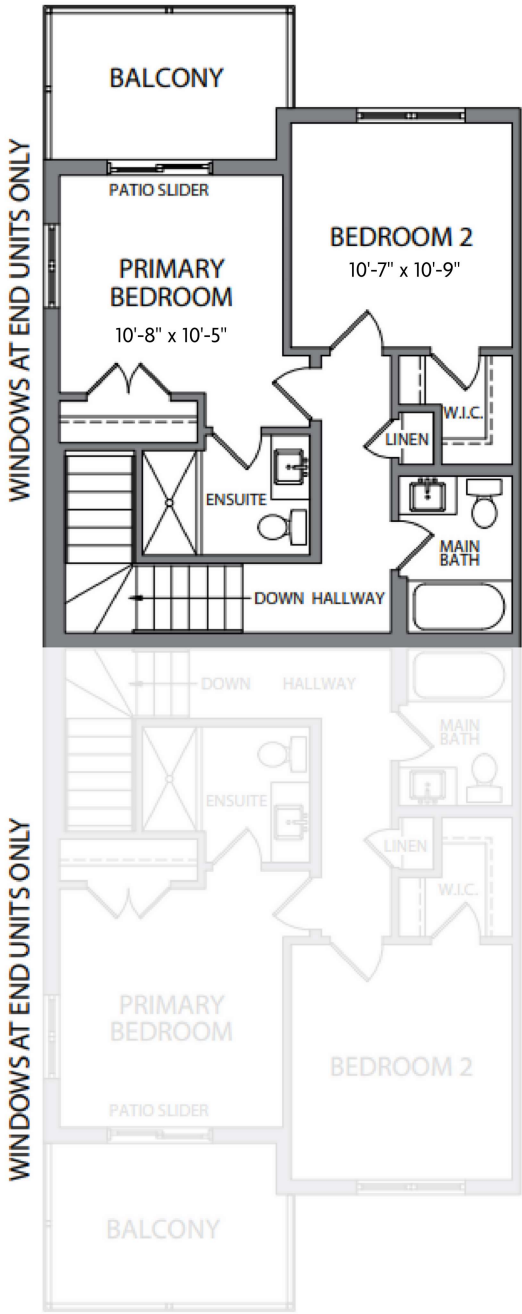 BALCONY
WINDOWS AT END UNITS ONLY
PATIO SLIDER
PRIMARY
BEDROOM
10'-8" x 10'-5"
BEDROOM 2
10'-7" x 10'-9"
W.I.C.
LINEN
ENSUITE
MAIN
BATH
DOWN HALLWAY
DOWN HALLWAY
MAIN
BATH
ENSUITE
LINEN
W.I.C.
WINDOWS AT END UNITS ONLY
PRIMARY
BEDROOM
BEDROOM 2
PATIO SLIDER
BALCONY